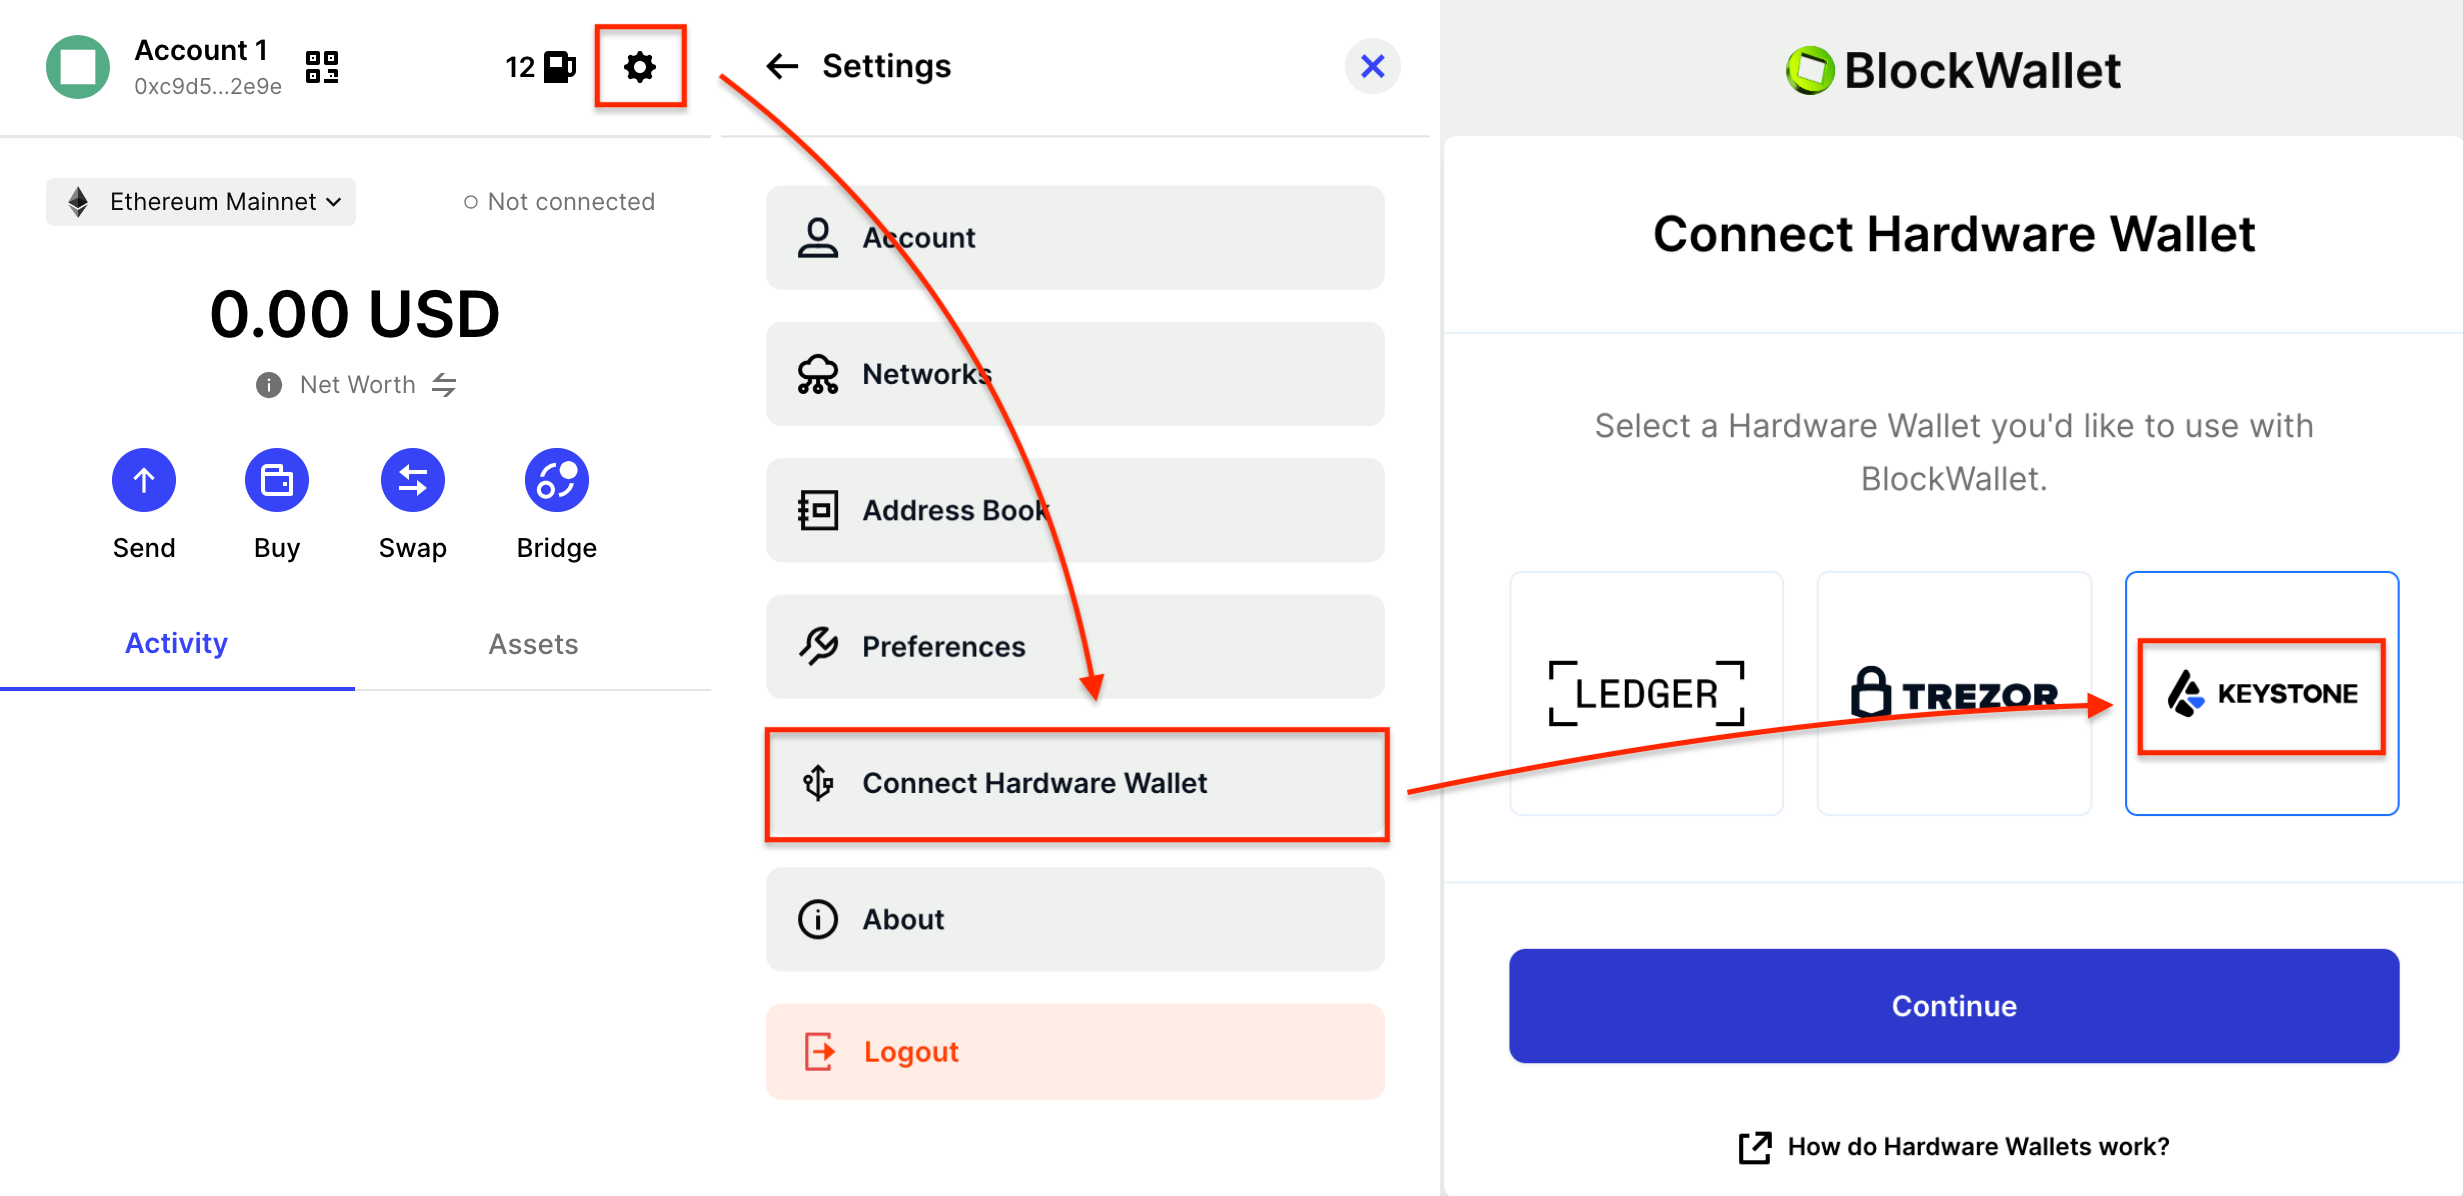 Account 1
0xc9d5...2e9e
12
Ethereum Mainnet
Not connected
0.00 USD
Net Worth
Send
Buy
Swap
Bridge
Activity
Assets
Settings
Account
Networks
Address Book
Preferences
Connect Hardware Wallet
About
Logout
BlockWallet
Connect Hardware Wallet
Select a Hardware Wallet you'd like to use with
BlockWallet.
LEDGER
TREZOR
KEYSTONE
Continue
How do Hardware Wallets work?